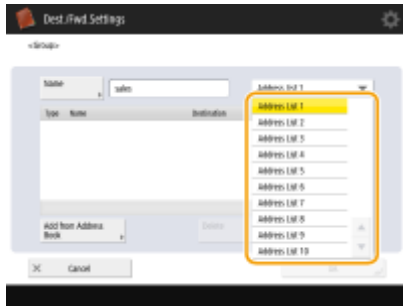 Dest./Fwd.Settings
<Group>
Name
sales
Address List 1
Type Name Destination
Address List 1
Address List 2
Address List 3
Address List 4
Address List 5
Address List 6
Address List 7
Address List 8
Address List 9
Address List 10
Add from Address
Book
Delete
× Cancel
OK